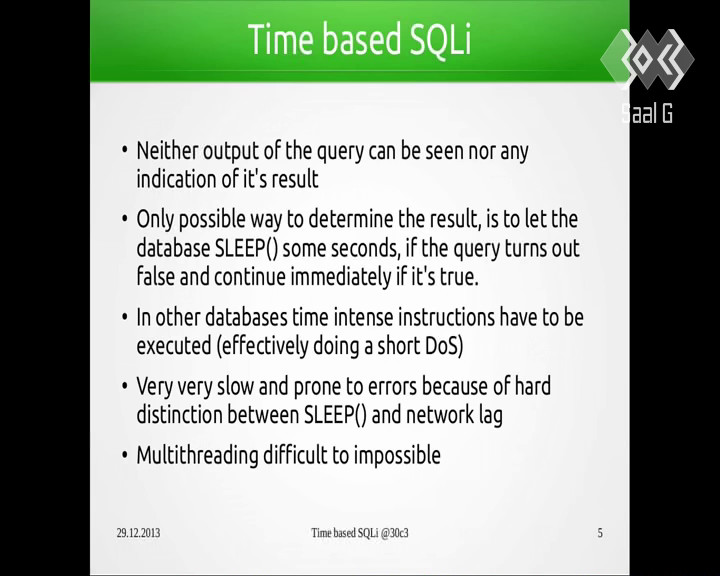 Time based SQLi
Saal G
• Neither output of the query can be seen nor any
indication of it's result
• Only possible way to determine the result, is to let the
database SLEEP() some seconds, if the query turns out
false and continue immediately if it's true.
• In other databases time intense instructions have to be
executed (effectively doing a short DoS)
• Very very slow and prone to errors because of hard
distinction between SLEEP() and network lag
• Multithreading difficult to impossible
29.12.2013
Time based SQLi @30c3
5